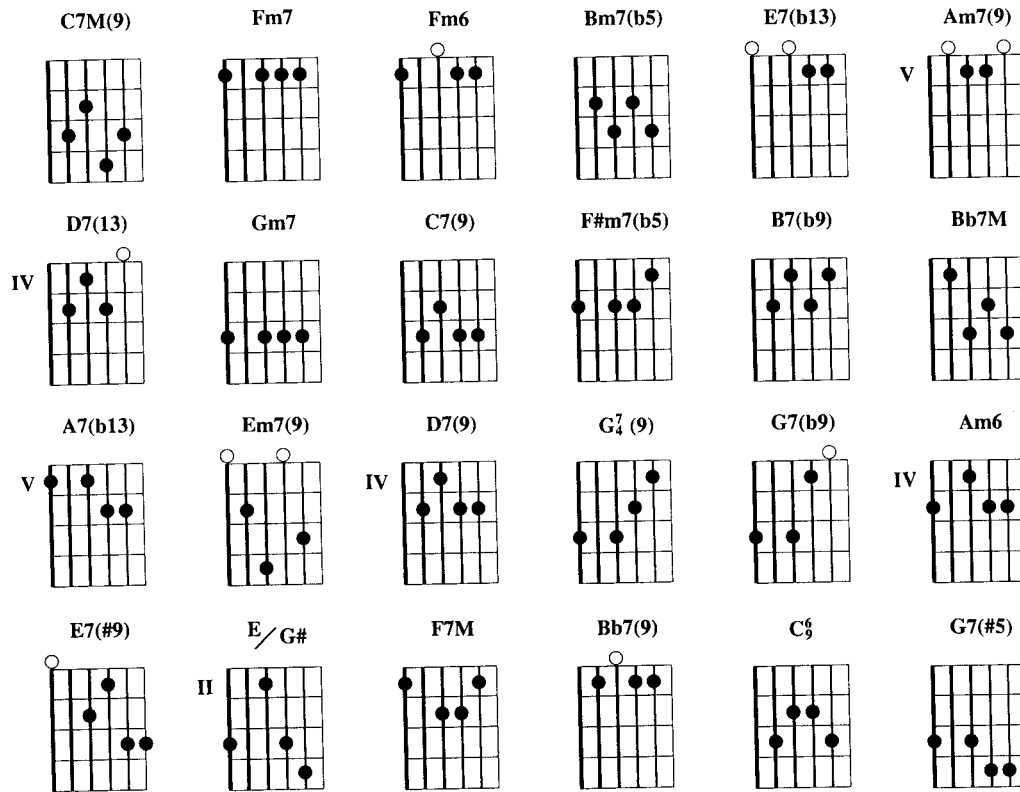 C7M(9) Fm7 Fm6 Bm7(b5) E7(b13) Am7(9)
V
D7(13) Gm7 C7(9) F#m7(b5) B7(b9) Bb7M
IV
A7(b13) Em7(9) D7(9) G7/4 (9) G7(b9) Am6
V IV IV
E7(#9) E/G# F7M Bb7(9) C6/9 G7(#5)
II